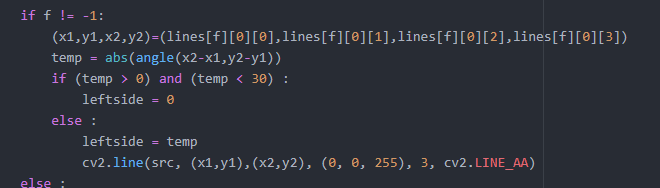 if f != -1:
(x1,y1,x2,y2)=(lines[f][0][0],lines[f][0][1],lines[f][0][2],lines[f][0][3])
temp = abs(angle(x2-x1,y2-y1))
if (temp > 0) and (temp < 30) :
leftside = 0
else :
leftside = temp
cv2.line(src, (x1,y1),(x2,y2), (0, 0, 255), 3, cv2.LINE_AA)
else :